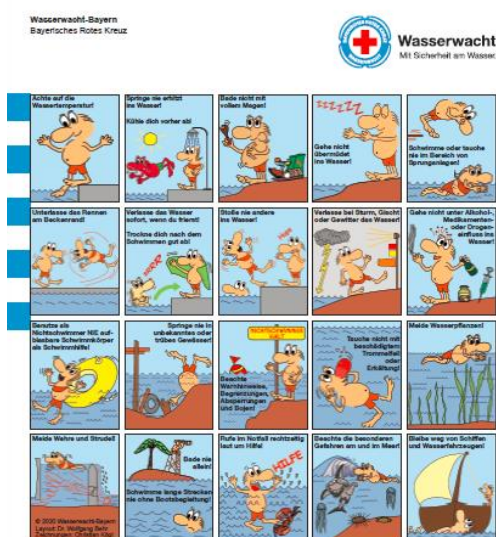 Wasserwacht-Bayern
Bayerisches Rotes Kreuz
Wasserwacht
Mit Sicherheit am Wasser.
Achte auf die
Wassertemperatur!
Springe nie erhitzt
ins Wasser!
Kühle dich vorher ab!
Bade nicht mit
vollem Magen!
ZZZZZZ
Gehe nicht
übermüdet
ins Wasser!
Schwimme oder tauche
nie im Bereich von
Sprunganlagen!
Unterlasse das Rennen
am Beckenrand!
Verlasse das Wasser
sofort, wenn du frierst!
Trockne dich nach dem
Schwimmen gut ab!
Stoße nie andere
ins Wasser!
Verlasse bei Sturm, Gischt
oder Gewitter das Wasser!
Gehe nicht unter Alkohol-,
Medikamenten-
oder Drogen-
einfluss ins
Wasser!
Benutze als
Nichtschwimmer NIE auf-
blasbare Schwimmkörper
als Schwimmhilfe!
Springe nie in
unbekanntes oder
trübes Gewässer!
Beachte
Warnhinweise,
Begrenzungen,
Absperrungen
und Bojen!
Tauche nicht mit
beschädigtem
Trommelfell
oder
Erkältung!
Meide Wasserpflanzen!
Meide Wehre und Strudel!
© 2020 Wasserwacht-Bayern
Layout: Dr. Wolfgang Behr
Bade nie
allein!
Schwimme lange Strecken
nie ohne Bootsbegleitung!
Rufe im Notfall rechtzeitig
laut um Hilfe!
HILFE
Beachte die besonderen
Gefahren am und im Meer!
Bleibe weg von Schiffen
und Wasserfahrzeugen!